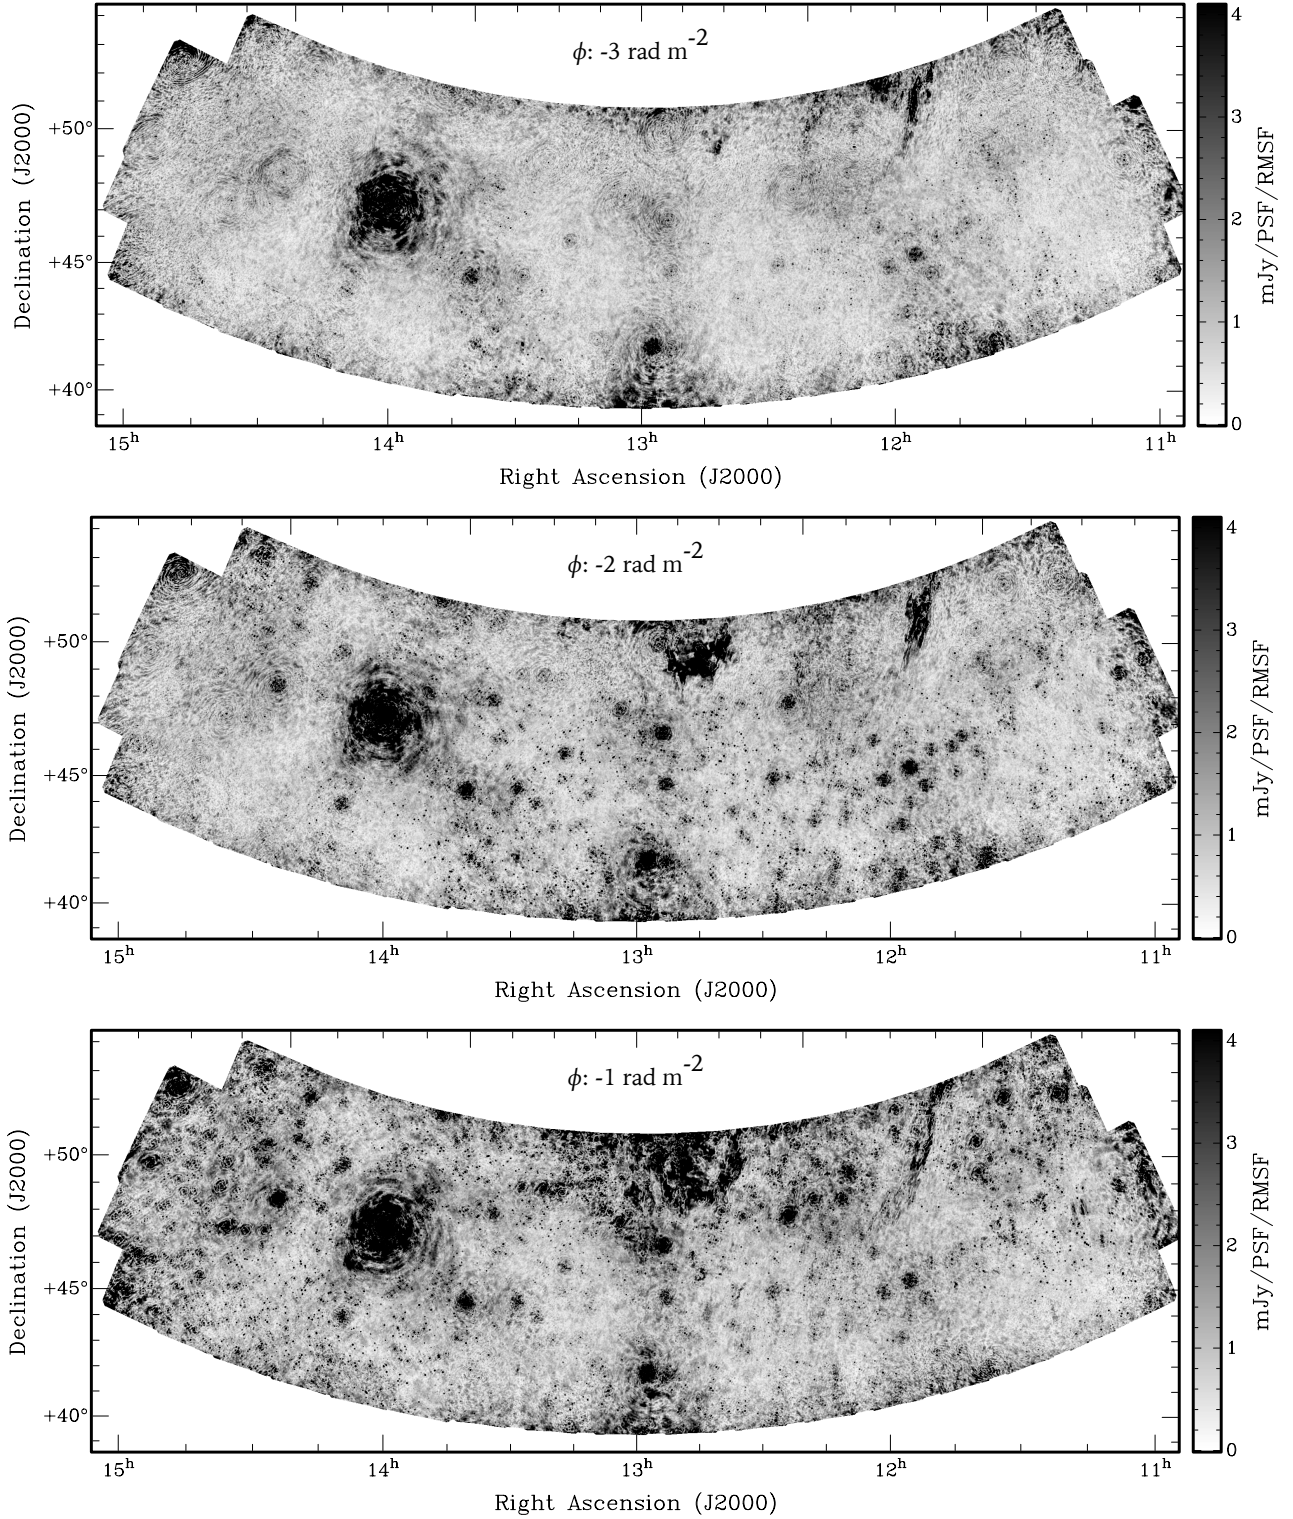 ϕ: -3 rad m-2
+50°
+45°
+40°
Declination (J2000)
15h 14h 13h 12h 11h
Right Ascension (J2000)
4
3
2
1
0
mJy/PSF/RMSF
ϕ: -2 rad m-2
+50°
+45°
+40°
Declination (J2000)
15h 14h 13h 12h 11h
Right Ascension (J2000)
4
3
2
1
0
mJy/PSF/RMSF
ϕ: -1 rad m-2
+50°
+45°
+40°
Declination (J2000)
15h 14h 13h 12h 11h
Right Ascension (J2000)
4
3
2
1
0
mJy/PSF/RMSF